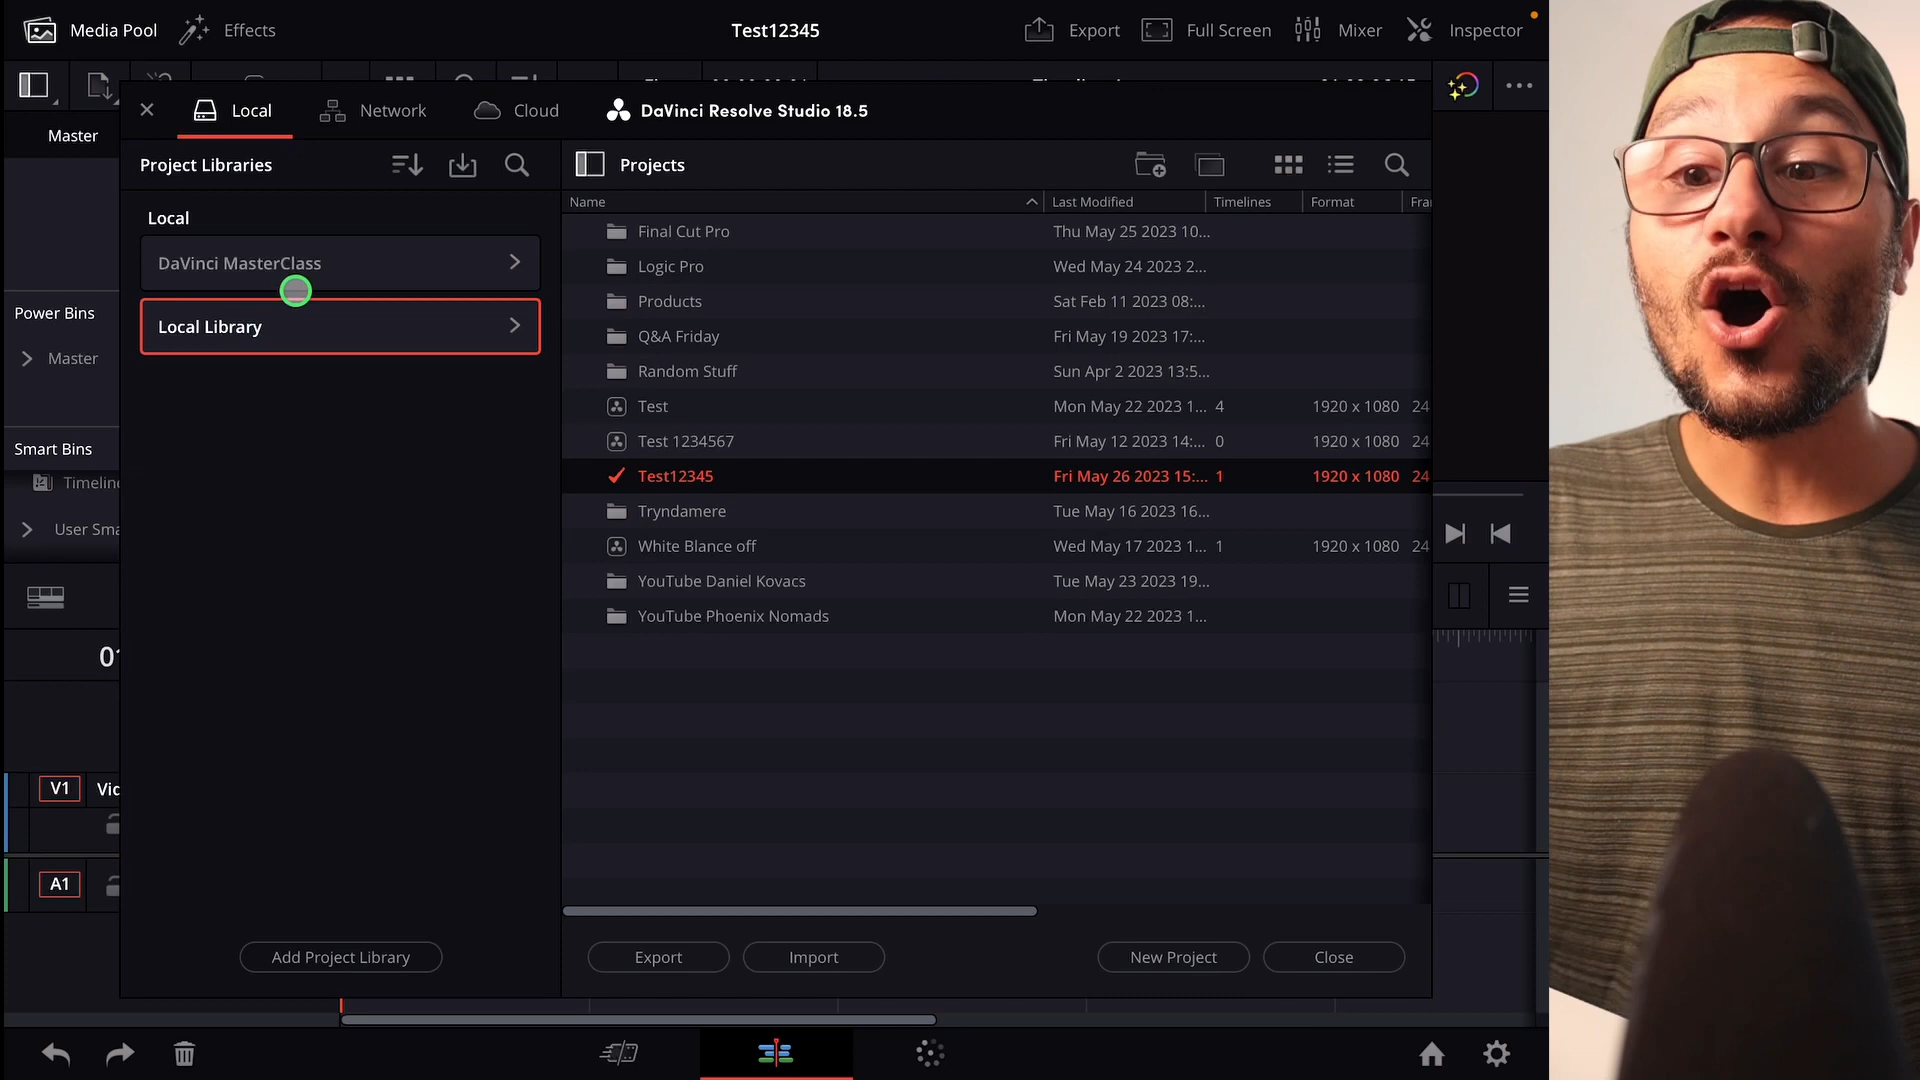 Media Pool
Effects
Test12345
Export
Full Screen
Mixer
Inspector
Local
Network
Cloud
DaVinci Resolve Studio 18.5
Master
Project Libraries
Projects
Name
Last Modified
Timelines
Format
Local
DaVinci MasterClass
Local Library
Final Cut Pro Thu May 25 2023 10...
Logic Pro Wed May 24 2023 2...
Products Sat Feb 11 2023 08:...
Q&A Friday Fri May 19 2023 17:...
Random Stuff Sun Apr 2 2023 13:5...
Test Mon May 22 2023 1... 4 1920 x 1080 24
Test 1234567 Fri May 12 2023 14:... 0 1920 x 1080 24
Test12345 Fri May 26 2023 15:... 1 1920 x 1080 24
Tryndamere Tue May 16 2023 16...
White Blance off Wed May 17 2023 1... 1 1920 x 1080 24
YouTube Daniel Kovacs Tue May 23 2023 19...
YouTube Phoenix Nomads Mon May 22 2023 1...
Power Bins
Master
Smart Bins
V1
A1
Add Project Library
Export
Import
New Project
Close